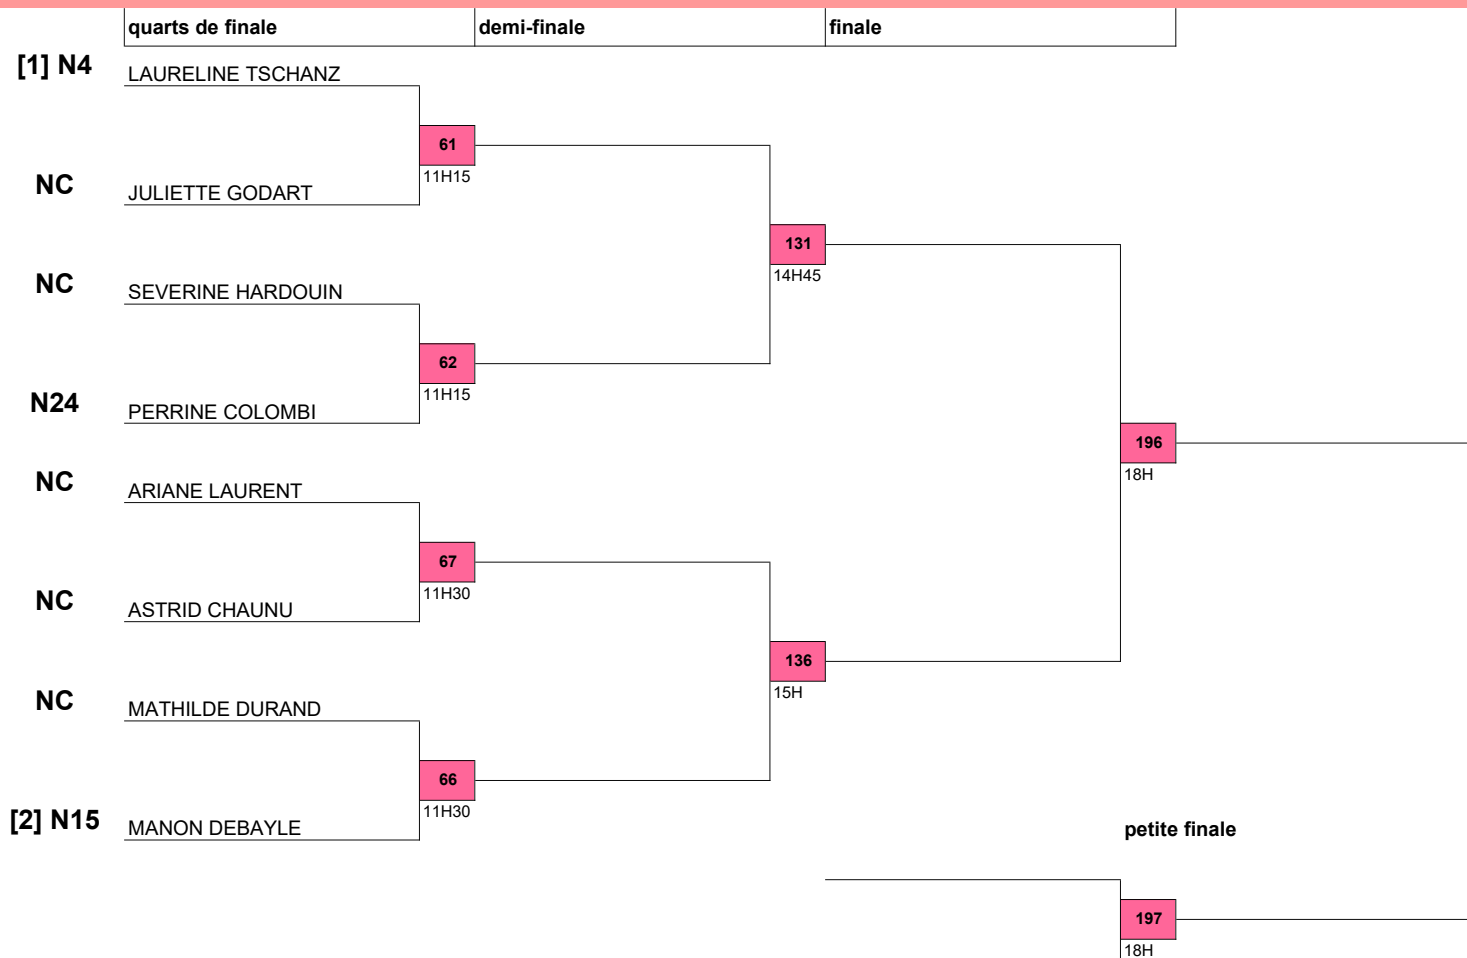 quarts de finale demi-finale finale
[1] N4 LAURELINE TSCHANZ
61
11H15
NC JULIETTE GODART
131
14H45
NC SEVERINE HARDOUIN
62
11H15
N24 PERRINE COLOMBI
196
18H
NC ARIANE LAURENT
67
11H30
NC ASTRID CHAUNU
136
15H
NC MATHILDE DURAND
66
11H30
[2] N15 MANON DEBAYLE
petite finale
197
18H